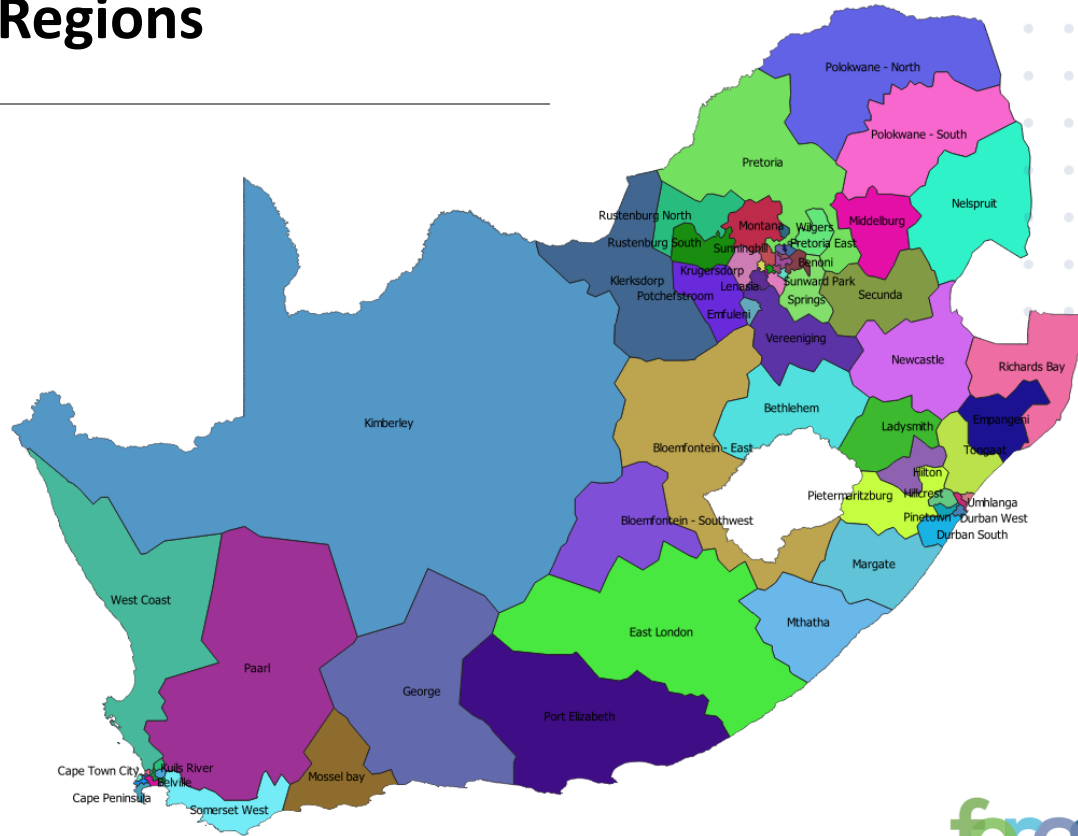 Regions
Polokwane - North
Polokwane - South
Pretoria
Nelspruit
Rustenburg North
Montana
Wilgers
Middelburg
Rustenburg South
Sunninghill
Pretoria East
Benoni
Krugersdorp
Klerksdorp
Lenasia
Sunward Park
Potchefstroom
Springs
Secunda
Emfuleni
Vereeniging
Newcastle
Richards Bay
Kimberley
Bethlehem
Ladysmith
Empangeni
Bloemfontein - East
Tongaat
Hilton
Pietermaritzburg
Hillcrest
Umhlanga
Bloemfontein - Southwest
Pinetown
Durban West
Durban South
Margate
West Coast
Mthatha
East London
Paarl
George
Port Elizabeth
Cape Town City
Kuils River
Mossel bay
Belville
Cape Peninsula
Somerset West